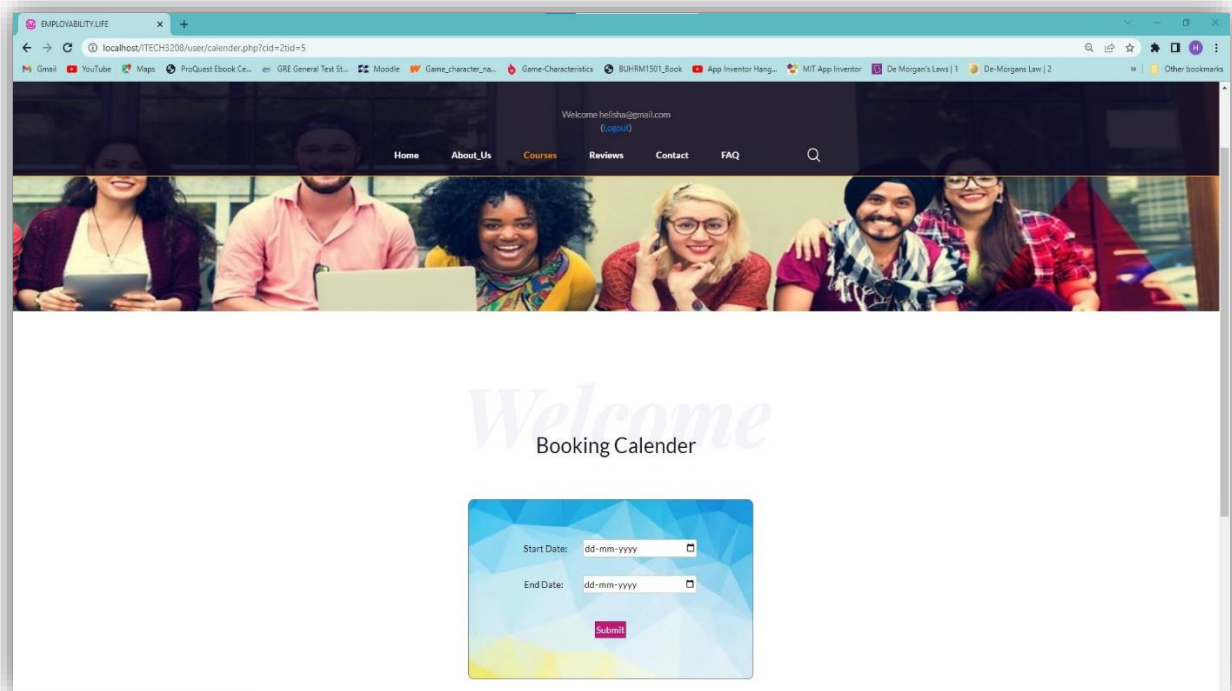 EMPLOYABILITY.LIFE
localhost/ITECH3208/user/calender.php?cid=2tid=5
Gmail YouTube Maps ProQuest Ebook Ce... GRE General Test St... Moodle Game_character_na... Game-Characteristics BUHRM1501_Book App Inventor Hang... MIT App Inventor De Morgan's Laws | 1 De-Morgans Law | 2 » Other bookmarks
Welcome helisha@gmail.com
(Logout)
Home About_Us Courses Reviews Contact FAQ
Welcome
Booking Calender
Start Date: dd-mm-yyyy
End Date: dd-mm-yyyy
Submit